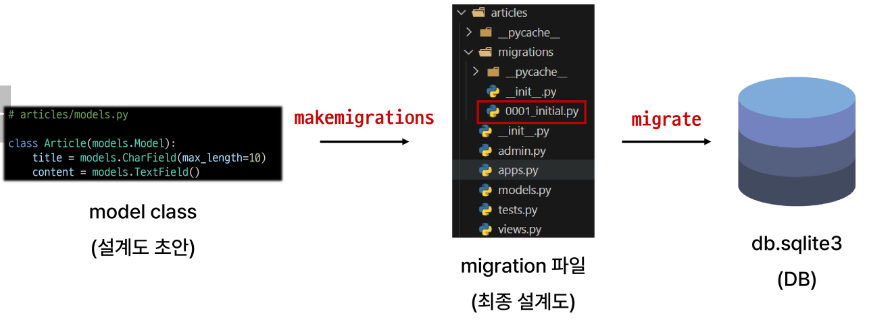 # articles/models.py
class Article(models.Model):
title = models.CharField(max_length=10)
content = models.TextField()
model class
(설계도 초안)
makemigrations
articles
__pycache__
migrations
__pycache__
__init__.py
0001_initial.py
__init__.py
admin.py
apps.py
models.py
tests.py
views.py
migration 파일
(최종 설계도)
migrate
db.sqlite3
(DB)